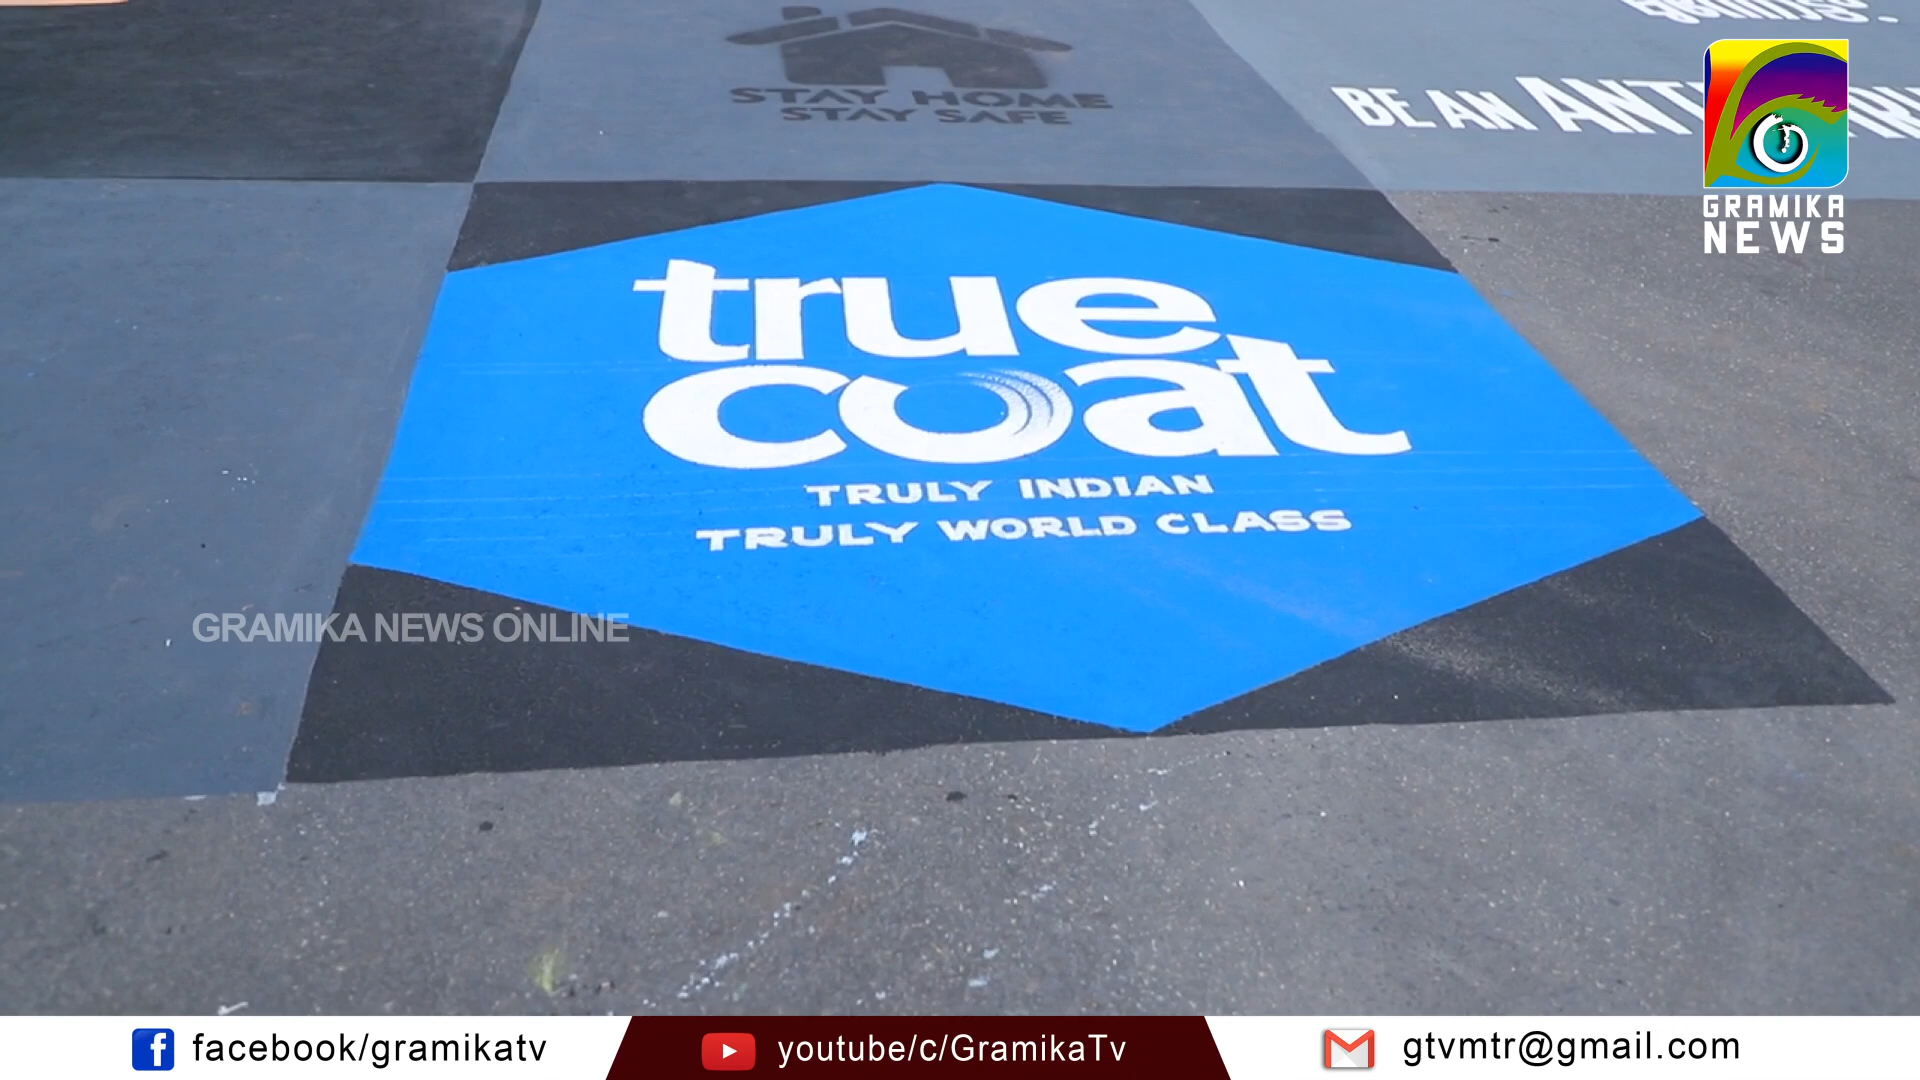 STAY HOME
STAY SAFE
BE AN
GRAMIKA
NEWS
true
coat
TRULY INDIAN
TRULY WORLD CLASS
GRAMIKA NEWS ONLINE
facebook/gramikatv
youtube/c/GramikaTv
gtvmtr@gmail.com